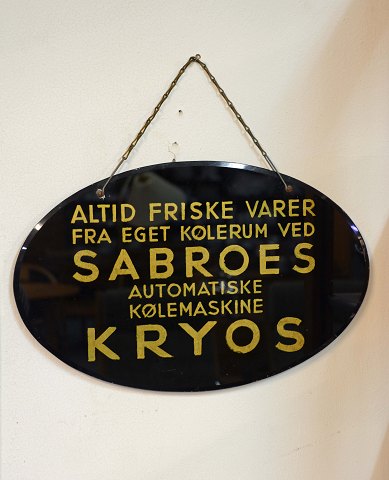 ALTID FRISKE VARER
FRA EGET KØLERUM VED
SABROES
AUTOMATISKE
KØLEMASKINE
KRYOS